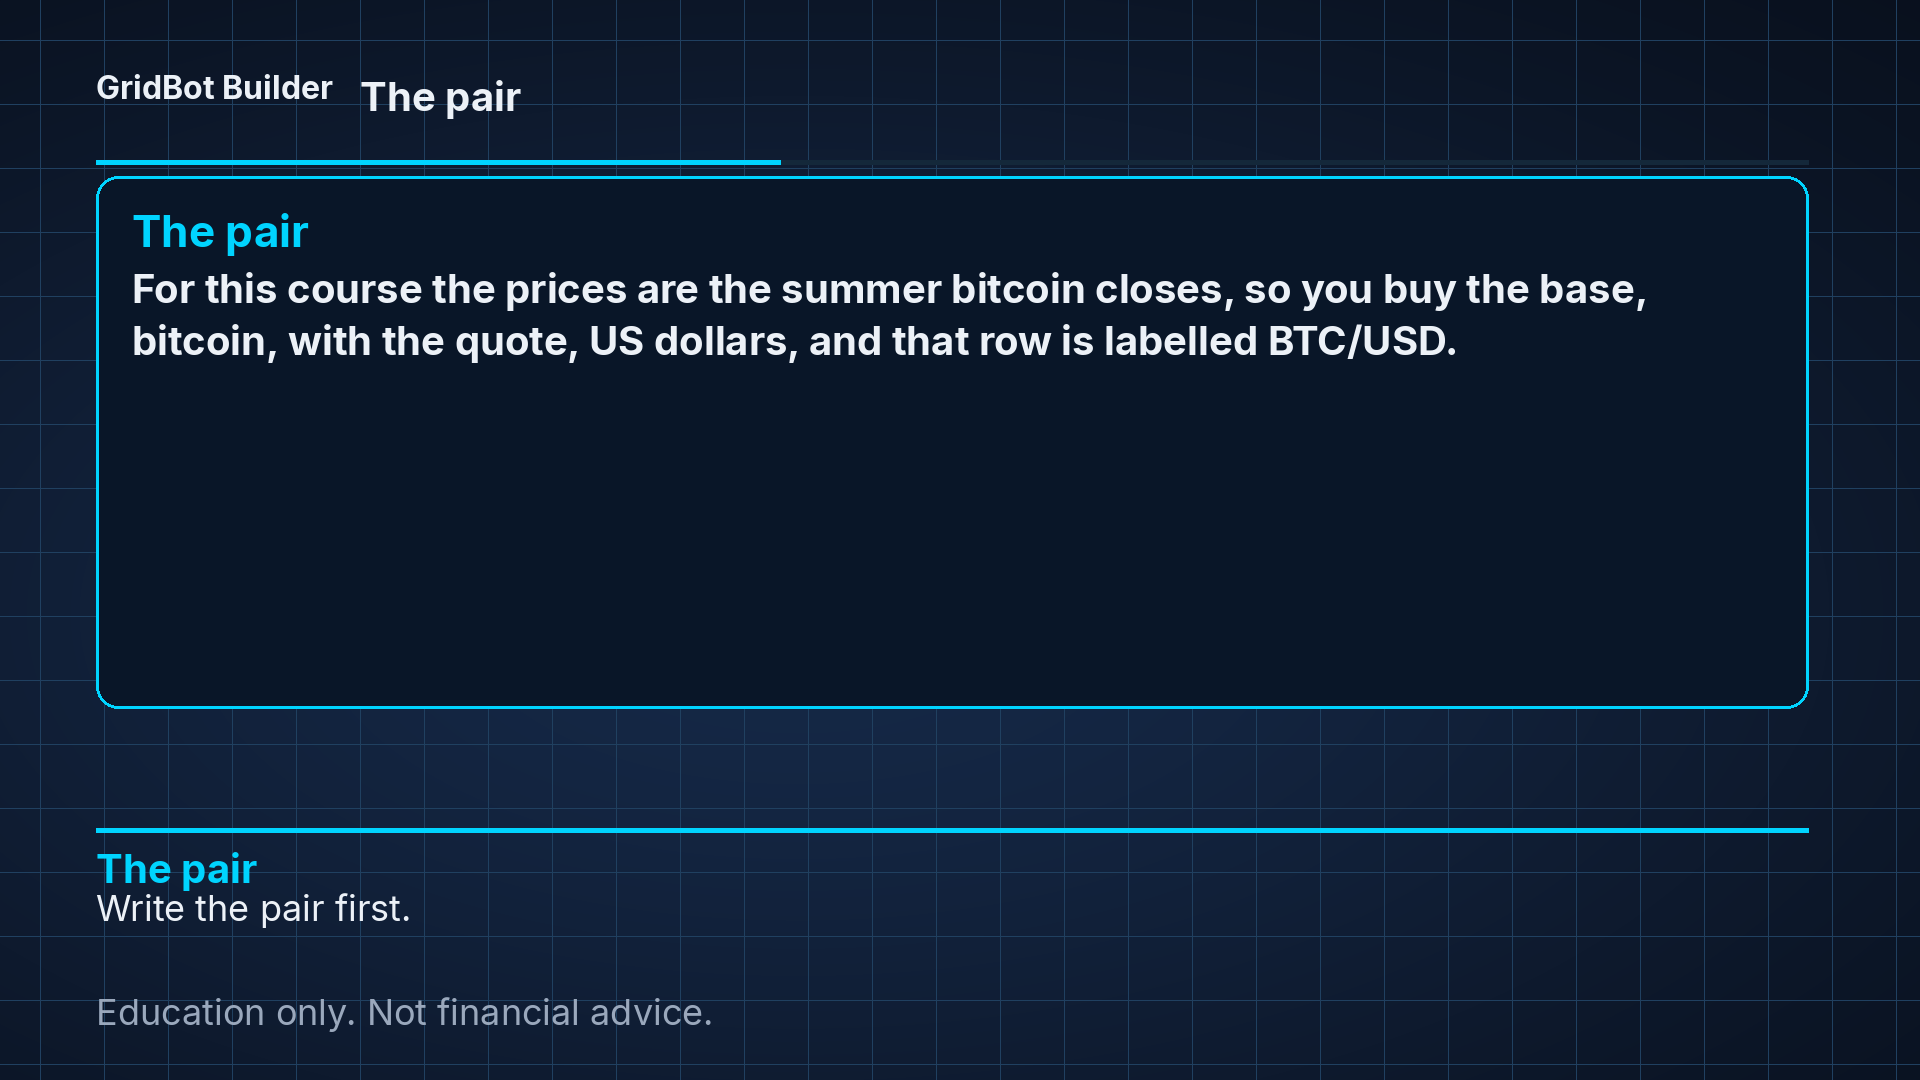 GridBot Builder
The pair
The pair
For this course the prices are the summer bitcoin closes, so you buy the base,
bitcoin, with the quote, US dollars, and that row is labelled BTC/USD.
The pair
Write the pair first.
Education only. Not financial advice.